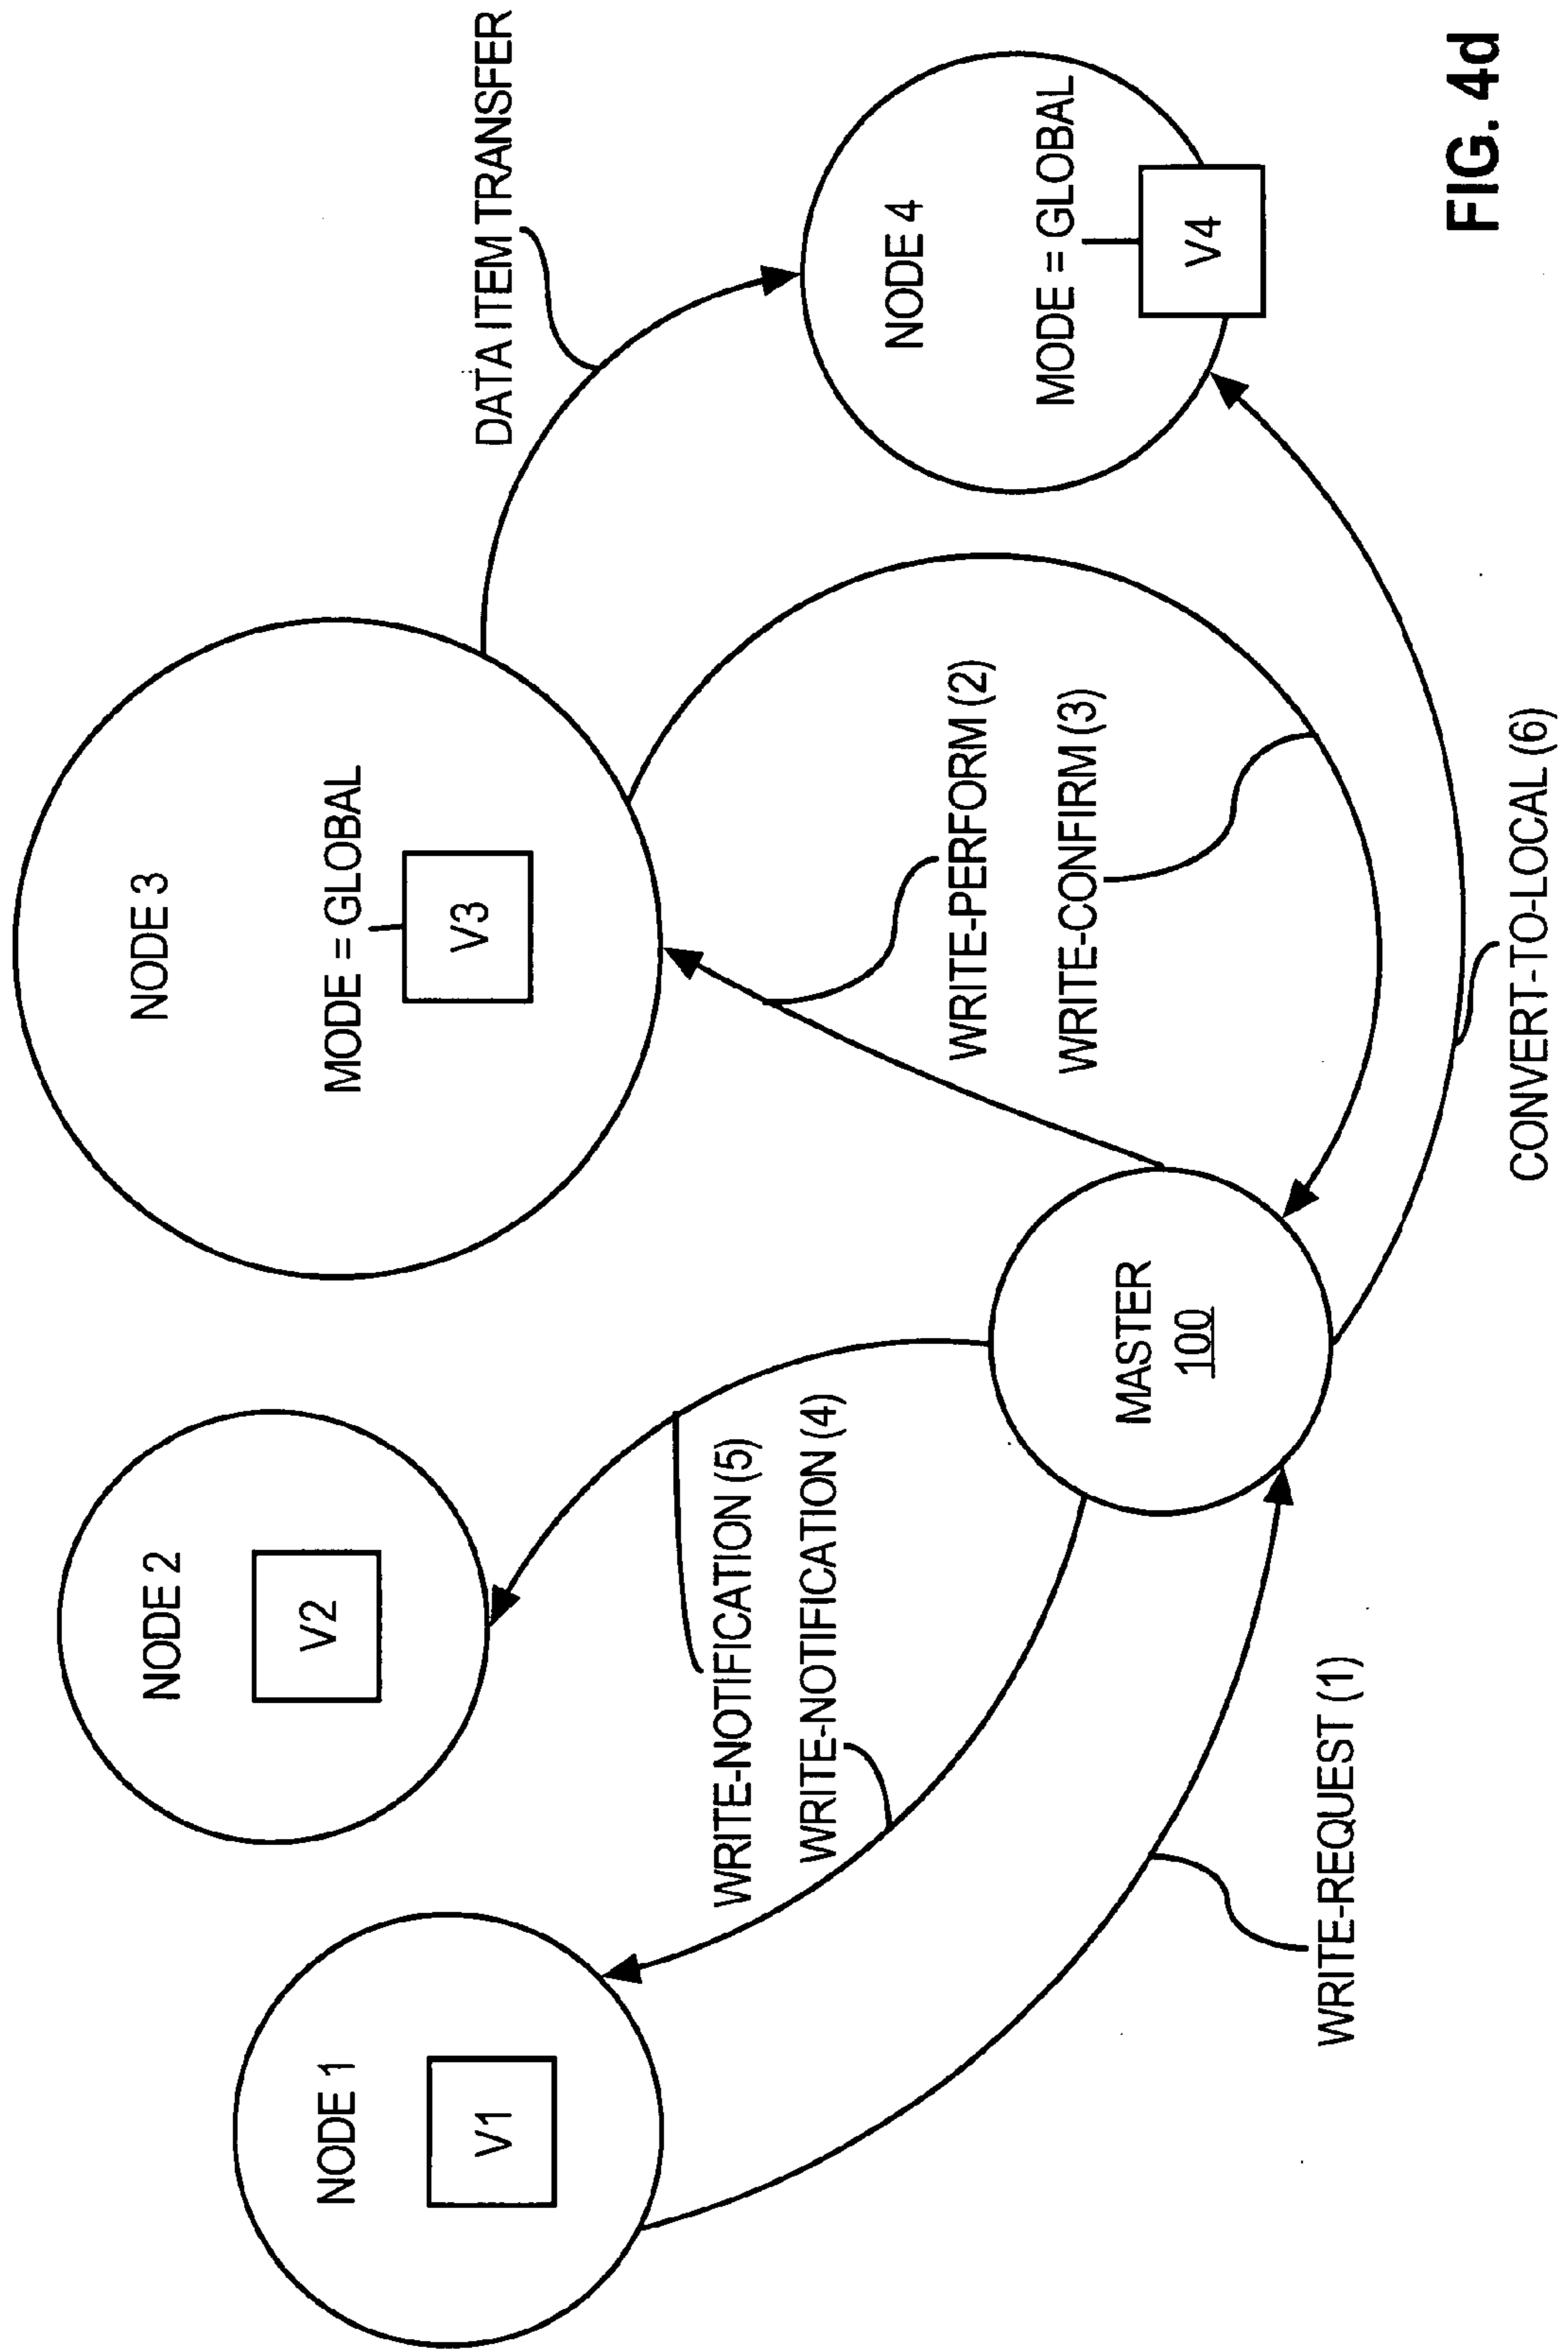 NODE 1
V1
NODE 2
V2
NODE 3
MODE = GLOBAL
V3
DATA ITEM TRANSFER
NODE 4
MODE = GLOBAL
V4
WRITE-NOTIFICATION (5)
WRITE-NOTIFICATION (4)
WRITE-PERFORM (2)
WRITE-CONFIRM (3)
MASTER
100
WRITE-REQUEST (1)
CONVERT-TO-LOCAL (6)
FIG. 4d